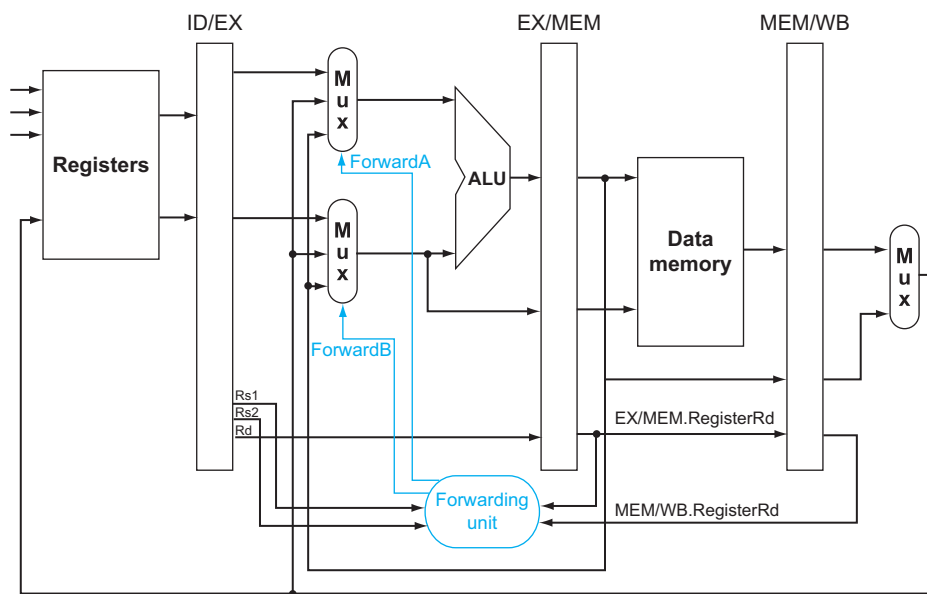 ID/EX
EX/MEM
MEM/WB
Registers
M
u
x
ForwardA
ALU
M
u
x
Data
memory
M
u
x
ForwardB
Rs1
Rs2
Rd
EX/MEM.RegisterRd
Forwarding
unit
MEM/WB.RegisterRd